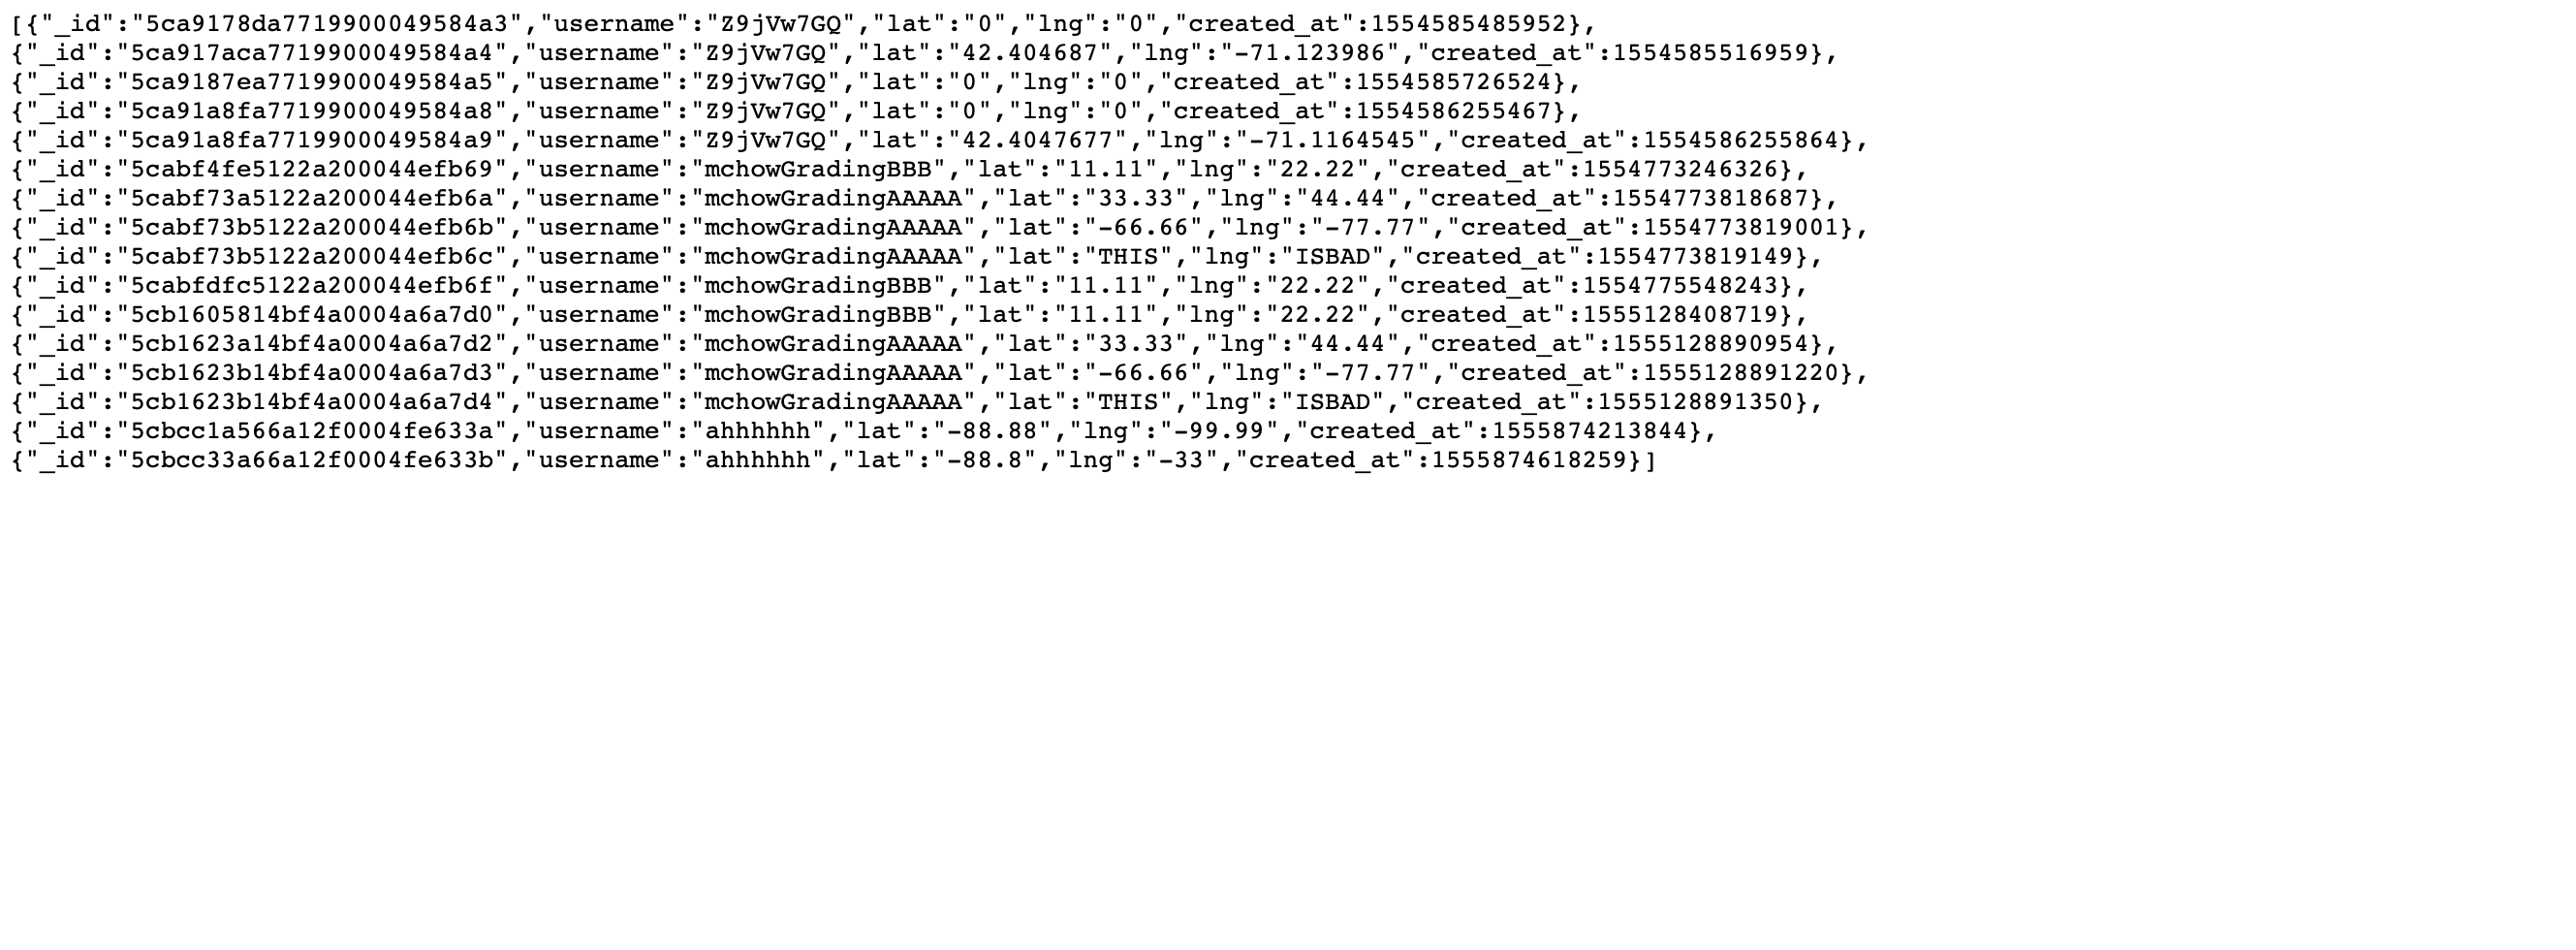 [{"_id":"5ca9178da7719900049584a3","username":"Z9jVw7GQ","lat":"0","lng":"0","created_at":1554585485952},
{"_id":"5ca917aca7719900049584a4","username":"Z9jVw7GQ","lat":"42.404687","lng":"-71.123986","created_at":1554585516959},
{"_id":"5ca9187ea7719900049584a5","username":"Z9jVw7GQ","lat":"0","lng":"0","created_at":1554585726524},
{"_id":"5ca91a8fa7719900049584a8","username":"Z9jVw7GQ","lat":"0","lng":"0","created_at":1554586255467},
{"_id":"5ca91a8fa7719900049584a9","username":"Z9jVw7GQ","lat":"42.4047677","lng":"-71.1164545","created_at":1554586255864},
{"_id":"5cabf4fe5122a200044efb69","username":"mchowGradingBBB","lat":"11.11","lng":"22.22","created_at":1554773246326},
{"_id":"5cabf73a5122a200044efb6a","username":"mchowGradingAAAAA","lat":"33.33","lng":"44.44","created_at":1554773818687},
{"_id":"5cabf73b5122a200044efb6b","username":"mchowGradingAAAAA","lat":"-66.66","lng":"-77.77","created_at":1554773819001},
{"_id":"5cabf73b5122a200044efb6c","username":"mchowGradingAAAAA","lat":"THIS","lng":"ISBAD","created_at":1554773819149},
{"_id":"5cabfdfc5122a200044efb6f","username":"mchowGradingBBB","lat":"11.11","lng":"22.22","created_at":1554775548243},
{"_id":"5cb1605814bf4a0004a6a7d0","username":"mchowGradingBBB","lat":"11.11","lng":"22.22","created_at":1555128408719},
{"_id":"5cb1623a14bf4a0004a6a7d2","username":"mchowGradingAAAAA","lat":"33.33","lng":"44.44","created_at":1555128890954},
{"_id":"5cb1623b14bf4a0004a6a7d3","username":"mchowGradingAAAAA","lat":"-66.66","lng":"-77.77","created_at":1555128891220},
{"_id":"5cb1623b14bf4a0004a6a7d4","username":"mchowGradingAAAAA","lat":"THIS","lng":"ISBAD","created_at":1555128891350},
{"_id":"5cbcc1a566a12f0004fe633a","username":"ahhhhhh","lat":"-88.88","lng":"-99.99","created_at":1555874213844},
{"_id":"5cbcc33a66a12f0004fe633b","username":"ahhhhhh","lat":"-88.8","lng":"-33","created_at":1555874618259}]